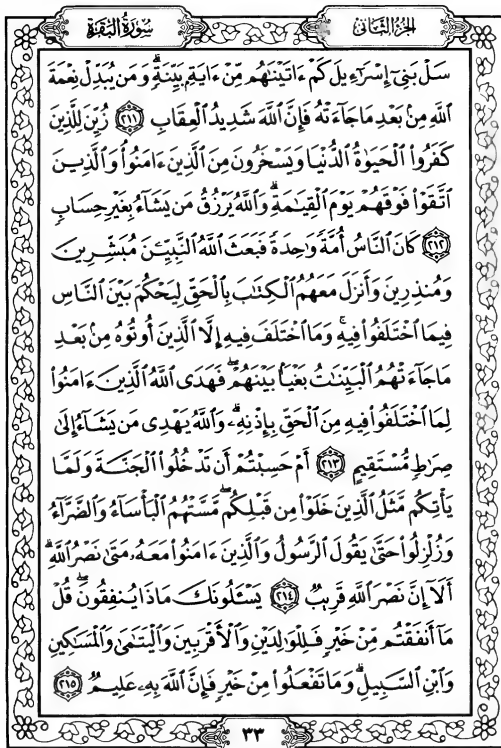 الجزء الثاني سورة البقرة
سَلْ بَنِىٓ إِسْرَٰٓءِيلَ كَمْ ءَاتَيْنَٰهُم مِّنْ ءَايَةٍۭ بَيِّنَةٍۗ وَمَن يُبَدِّلْ نِعْمَةَ
ٱللَّهِ مِنۢ بَعْدِ مَا جَآءَتْهُ فَإِنَّ ٱللَّهَ شَدِيدُ ٱلْعِقَابِ ٢١١ زُيِّنَ لِلَّذِينَ
كَفَرُوا۟ ٱلْحَيَوٰةُ ٱلدُّنْيَا وَيَسْخَرُونَ مِنَ ٱلَّذِينَ ءَامَنُوا۟ وَٱلَّذِينَ
ٱتَّقَوْا۟ فَوْقَهُمْ يَوْمَ ٱلْقِيَٰمَةِۗ وَٱللَّهُ يَرْزُقُ مَن يَشَآءُ بِغَيْرِ حِسَابٍ
٢١٢ كَانَ ٱلنَّاسُ أُمَّةً وَٰحِدَةً فَبَعَثَ ٱللَّهُ ٱلنَّبِيِّۦنَ مُبَشِّرِينَ
وَمُنذِرِينَ وَأَنزَلَ مَعَهُمُ ٱلْكِتَٰبَ بِٱلْحَقِّ لِيَحْكُمَ بَيْنَ ٱلنَّاسِ
فِيمَا ٱخْتَلَفُوا۟ فِيهِۚ وَمَا ٱخْتَلَفَ فِيهِ إِلَّا ٱلَّذِينَ أُوتُوهُ مِنۢ بَعْدِ
مَا جَآءَتْهُمُ ٱلْبَيِّنَٰتُ بَغْيًۢا بَيْنَهُمْۖ فَهَدَى ٱللَّهُ ٱلَّذِينَ ءَامَنُوا۟
لِمَا ٱخْتَلَفُوا۟ فِيهِ مِنَ ٱلْحَقِّ بِإِذْنِهِۦۗ وَٱللَّهُ يَهْدِى مَن يَشَآءُ إِلَىٰ
صِرَٰطٍ مُّسْتَقِيمٍ ٢١٣ أَمْ حَسِبْتُمْ أَن تَدْخُلُوا۟ ٱلْجَنَّةَ وَلَمَّا
يَأْتِكُم مَّثَلُ ٱلَّذِينَ خَلَوْا۟ مِن قَبْلِكُمۖ مَّسَّتْهُمُ ٱلْبَأْسَآءُ وَٱلضَّرَّآءُ
وَزُلْزِلُوا۟ حَتَّىٰ يَقُولَ ٱلرَّسُولُ وَٱلَّذِينَ ءَامَنُوا۟ مَعَهُۥ مَتَىٰ نَصْرُ ٱللَّهِۗ
أَلَآ إِنَّ نَصْرَ ٱللَّهِ قَرِيبٌ ٢١٤ يَسْـَٔلُونَكَ مَاذَا يُنفِقُونَۖ قُلْ
مَآ أَنفَقْتُم مِّنْ خَيْرٍ فَلِلْوَٰلِدَيْنِ وَٱلْأَقْرَبِينَ وَٱلْيَتَٰمَىٰ وَٱلْمَسَٰكِينِ
وَٱبْنِ ٱلسَّبِيلِۗ وَمَا تَفْعَلُوا۟ مِنْ خَيْرٍ فَإِنَّ ٱللَّهَ بِهِۦ عَلِيمٌ ٢١٥
٣٣